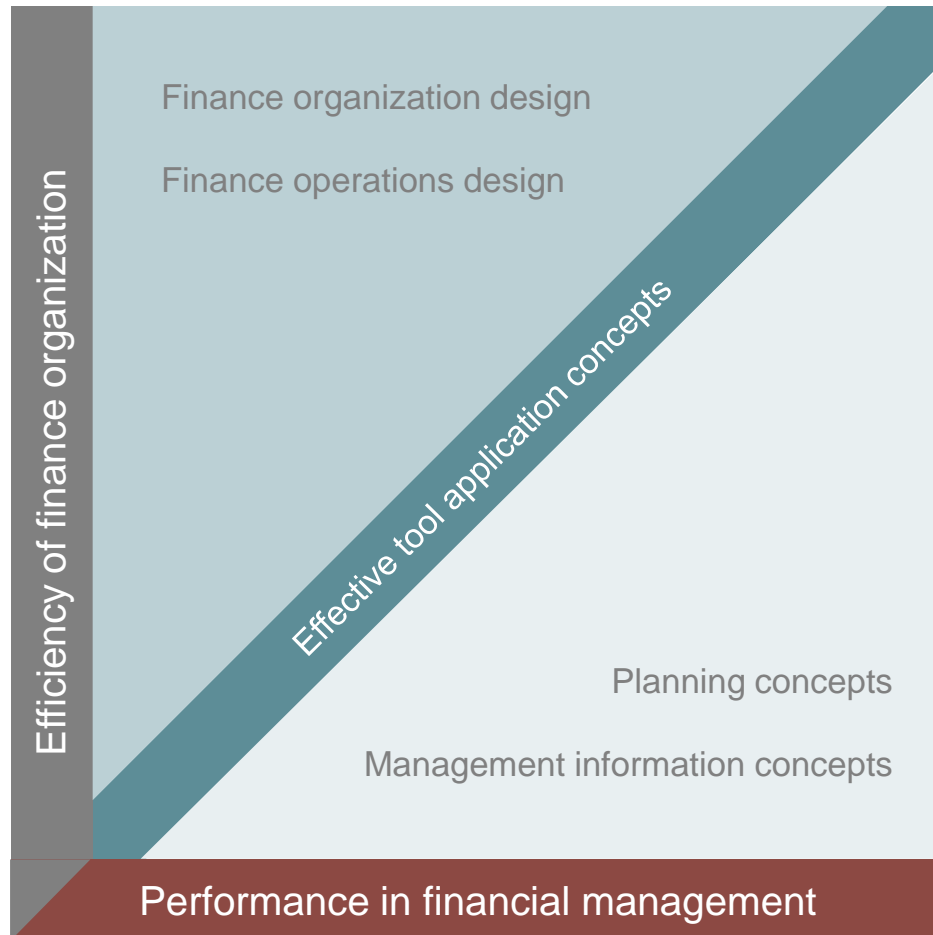 Finance organization design
Finance operations design
Efficiency of finance organization
Effective tool application concepts
Planning concepts
Management information concepts
Performance in financial management